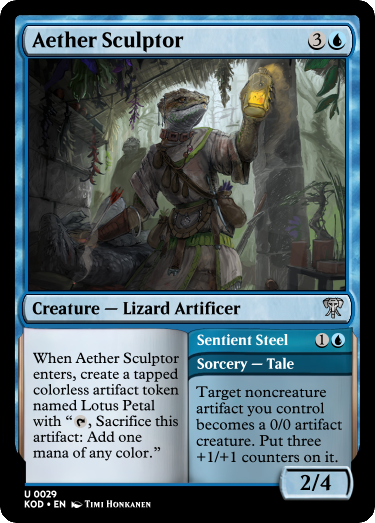 Aether Sculptor 3
Creature — Lizard Artificer
When Aether Sculptor
enters, create a tapped
colorless artifact token
named Lotus Petal
with “, Sacrifice this
artifact: Add one
mana of any color.”
Sentient Steel 1
Sorcery — Tale
Target noncreature
artifact you control
becomes a 0/0 artifact
creature. Put three
+1/+1 counters on it.
2/4
U 0029
KOD • EN Timi Honkanen